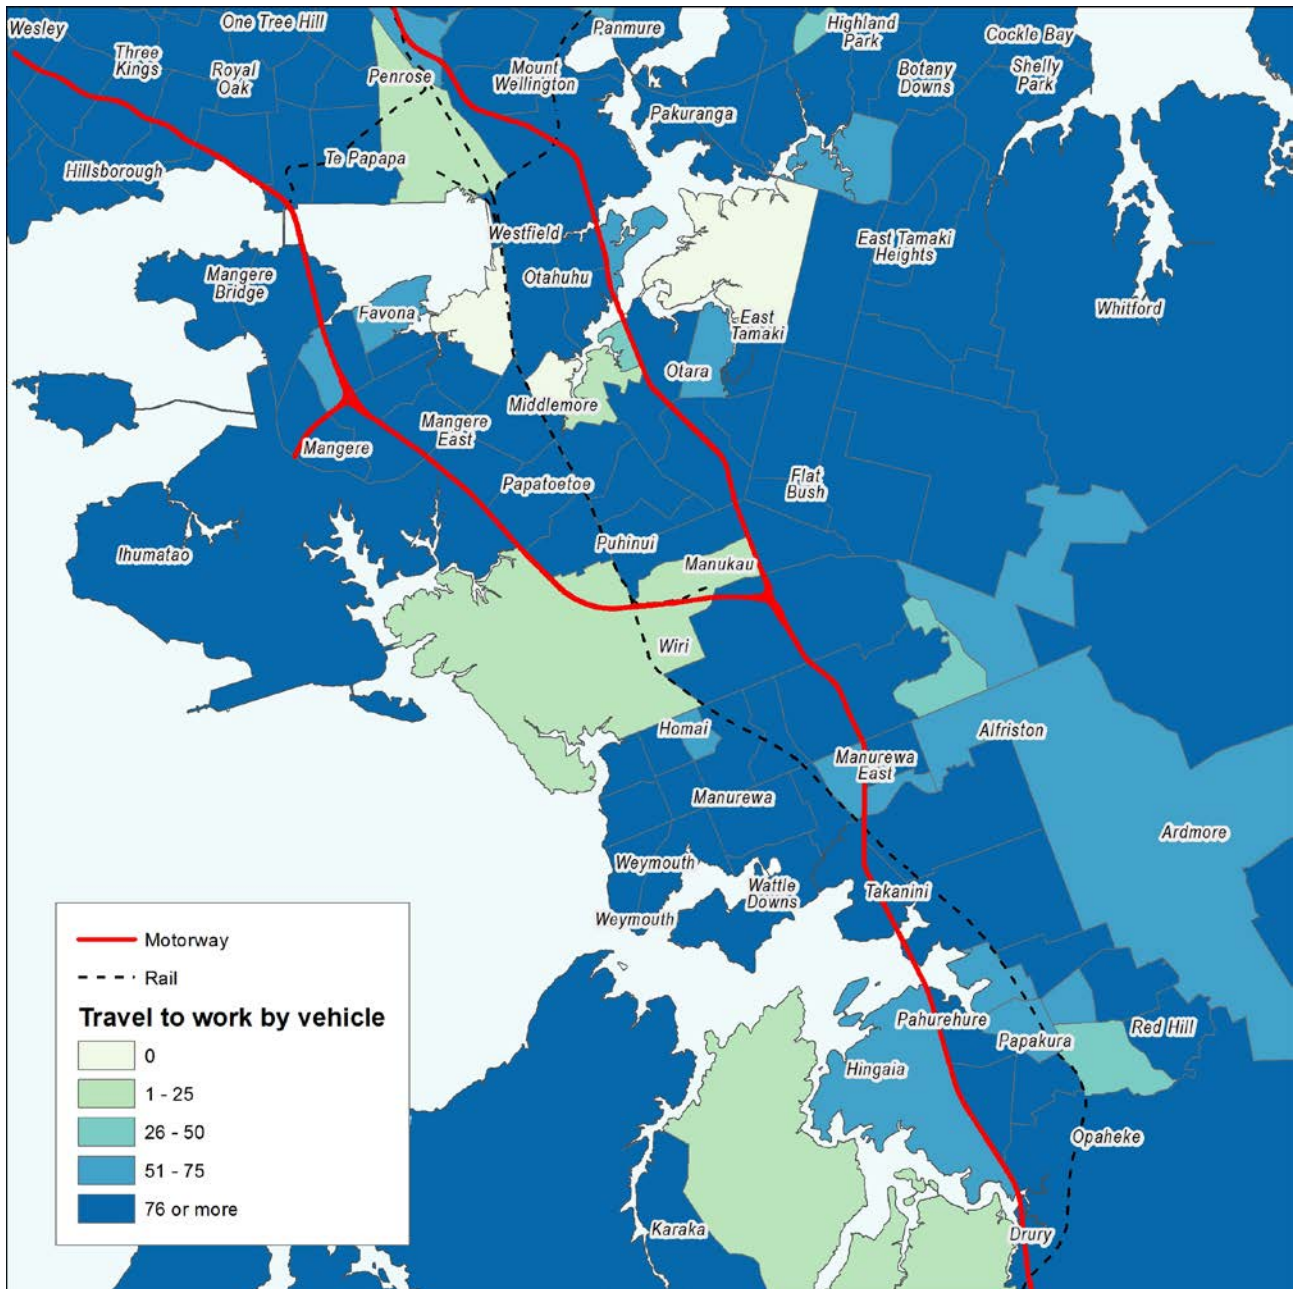 Wesley
One Tree Hill
Three
Kings
Royal
Oak
Penrose
Mount
Wellington
Panmure
Highland
Park
Cockle Bay
Botany
Downs
Shelly
Park
Pakuranga
Hillsborough
Te Papapa
Westfield
East Tamaki
Heights
Mangere
Bridge
Otahuhu
Favona
Whitford
East
Tamaki
Otara
Middlemore
Mangere
East
Mangere
Papatoetoe
Flat
Bush
Ihumatao
Puhinui
Manukau
Wiri
Homai
Alfriston
Manurewa
East
Manurewa
Ardmore
Weymouth
Wattle
Downs
Takanini
Weymouth
Pahurehure
Papakura
Red Hill
Hingaia
Opaheke
Karaka
Drury
Motorway
Rail
Travel to work by vehicle
0
1 - 25
26 - 50
51 - 75
76 or more